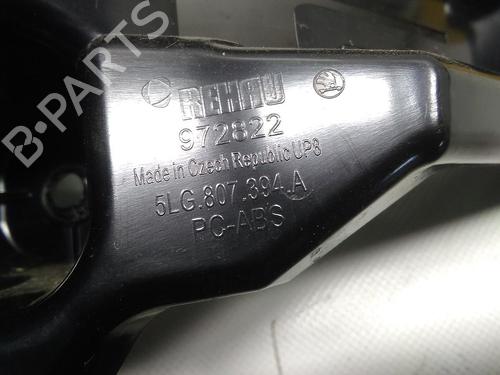 REHAU
972822
Made in Czech Republic UP8
5LG.807.394.A
PC-ABS
B-PARTS